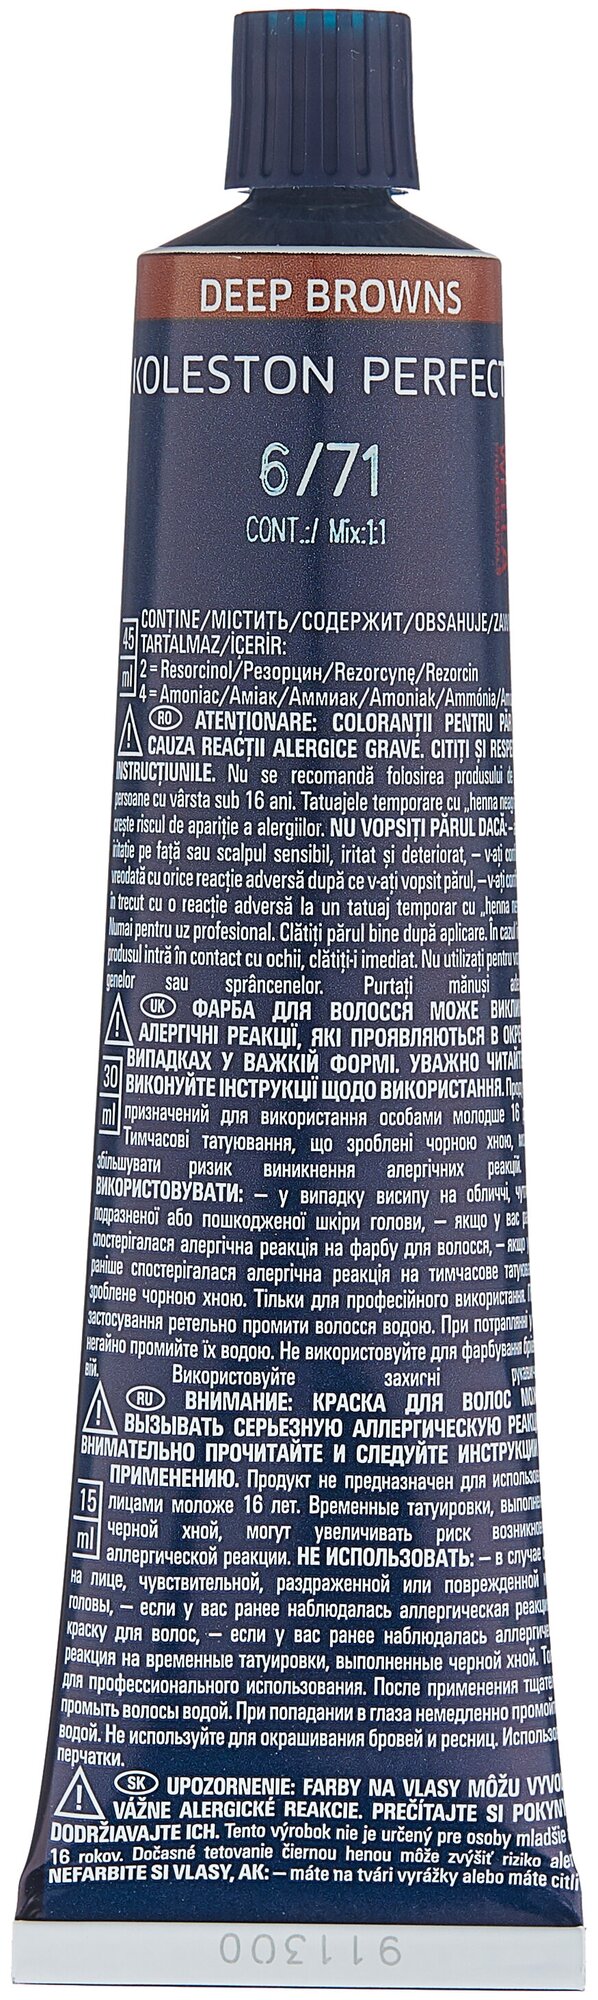 DEEP BROWNS
KOLESTON PERFECT
6/71
CONT.:/ Mix:1:1
CONTINE/МІСТИТЬ/СОДЕРЖИТ/OBSAHUJE/
45 TARTALMAZ/İÇERİR:
ml 2 = Resorcinol/Резорцин/Rezorcynę/Rezorcin
4 = Amoniac/Аміак/Аммиак/Amoniak/Ammónia/
RO ATENȚIONARE: COLORANȚII PENTRU PĂR
CAUZA REACȚII ALERGICE GRAVE. CITIȚI ȘI
INSTRUCȚIUNILE. Nu se recomandă folosirea produsului de
persoane cu vârsta sub 16 ani. Tatuajele temporare cu „henna
crește riscul de apariție a alergiilor. NU VOPSIȚI PĂRUL DACĂ: –
iritație pe față sau scalpul sensibil, iritat și deteriorat, – v-ați
vreodată cu orice reacție adversă după ce v-ați vopsit părul, – v-ați
în trecut cu o reacție adversă la un tatuaj temporar cu „henna
Numai pentru uz profesional. Clătiți părul bine după aplicare. În cazul
produsul intră în contact cu ochii, clătiți-i imediat. Nu utilizați pentru
genelor sau sprâncenelor. Purtați mănuși
UK ФАРБА ДЛЯ ВОЛОССЯ МОЖЕ
АЛЕРГІЧНІ РЕАКЦІЇ, ЯКІ ПРОЯВЛЯЮТЬСЯ В
ВИПАДКАХ У ВАЖКІЙ ФОРМІ. УВАЖНО
30 ВИКОНУЙТЕ ІНСТРУКЦІЇ ЩОДО ВИКОРИСТАННЯ.
ml призначений для використання особами молодше 16
Тимчасові татуювання, що зроблені чорною хною,
збільшувати ризик виникнення алергічних реакцій.
ВИКОРИСТОВУВАТИ: – у випадку висипу на обличчі,
подразненої або пошкодженої шкіри голови, – якщо у вас
спостерігалася алергічна реакція на фарбу для волосся, – якщо
раніше спостерігалася алергічна реакція на тимчасове
зроблене чорною хною. Тільки для професійного використання.
застосування ретельно промити волосся водою. При потраплянні
негайно промийте їх водою. Не використовуйте для фарбування
вій. Використовуйте захисні
RU ВНИМАНИЕ: КРАСКА ДЛЯ ВОЛОС
ВЫЗЫВАТЬ СЕРЬЕЗНУЮ АЛЛЕРГИЧЕСКУЮ
ВНИМАТЕЛЬНО ПРОЧИТАЙТЕ И СЛЕДУЙТЕ ИНСТРУКЦИИ
ПРИМЕНЕНИЮ. Продукт не предназначен для
15 лицами моложе 16 лет. Временные татуировки,
ml черной хной, могут увеличивать риск
аллергической реакции. НЕ ИСПОЛЬЗОВАТЬ: – в случае
на лице, чувствительной, раздраженной или поврежденной
головы, – если у вас ранее наблюдалась аллергическая
краску для волос, – если у вас ранее наблюдалась
реакция на временные татуировки, выполненные черной хной.
для профессионального использования. После применения
промыть волосы водой. При попадании в глаза немедленно
водой. Не используйте для окрашивания бровей и ресниц.
перчатки.
SK UPOZORNENIE: FARBY NA VLASY MÔŽU
VÁŽNE ALERGICKÉ REAKCIE. PREČÍTAJTE SI
DODRŽIAVAJTE ICH. Tento výrobok nie je určený pre osoby mladšie
16 rokov. Dočasné tetovanie čiernou henou môže zvýšiť riziko
NEFARBITE SI VLASY, AK: – máte na tvári vyrážky alebo máte
911300